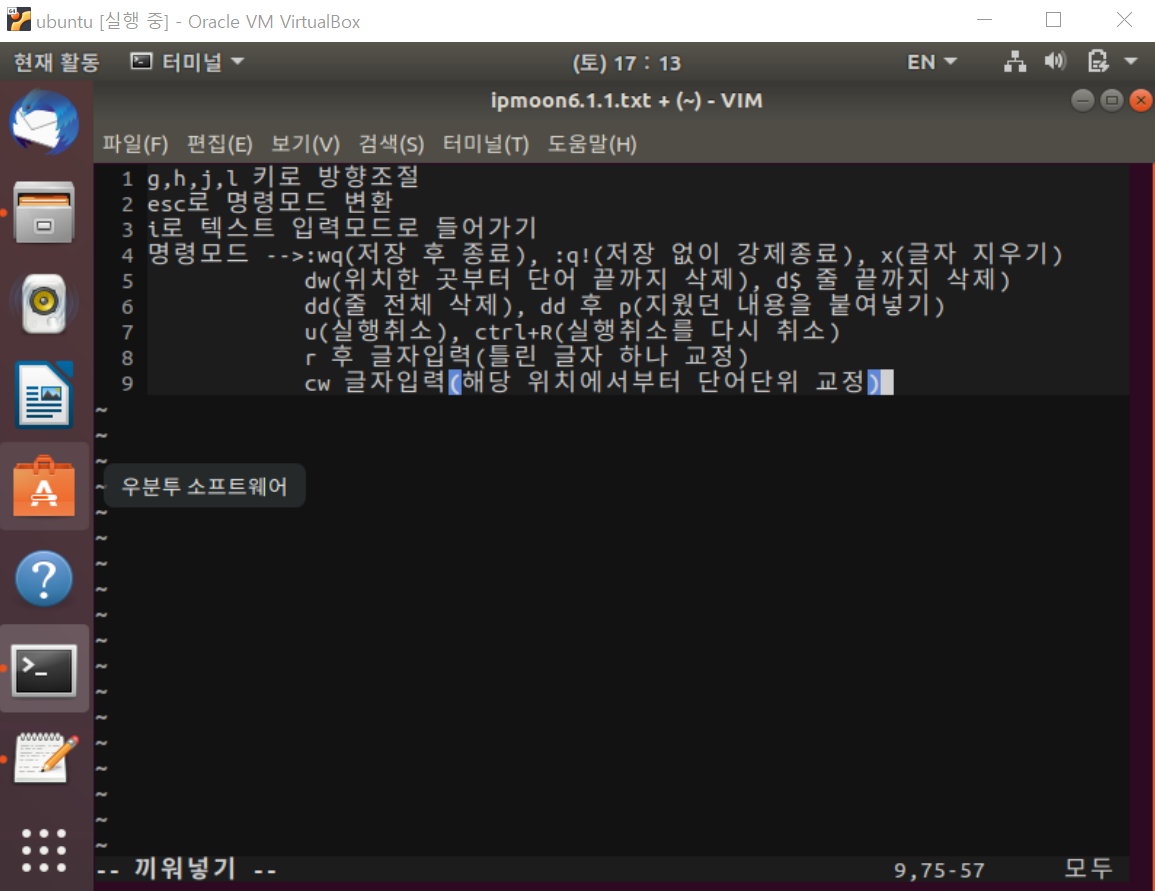 ubuntu [실행 중] - Oracle VM VirtualBox
현재 활동 터미널 (토) 17 : 13 EN
ipmoon6.1.1.txt + (~) - VIM
파일(F) 편집(E) 보기(V) 검색(S) 터미널(T) 도움말(H)
1 g,h,j,l 키로 방향조절
2 esc로 명령모드 변환
3 i로 텍스트 입력모드로 들어가기
4 명령모드 -->:wq(저장 후 종료), :q!(저장 없이 강제종료), x(글자 지우기)
5 dw(위치한 곳부터 단어 끝까지 삭제), d$ 줄 끝까지 삭제)
6 dd(줄 전체 삭제), dd 후 p(지웠던 내용을 붙여넣기)
7 u(실행취소), ctrl+R(실행취소를 다시 취소)
8 r 후 글자입력(틀린 글자 하나 교정)
9 cw 글자입력(해당 위치에서부터 단어단위 교정)
~
~
~
~ 우분투 소프트웨어
~
~
~
~
~
~
~
~
~
~
~
~
~
~
-- 끼워넣기 -- 9,75-57 모두